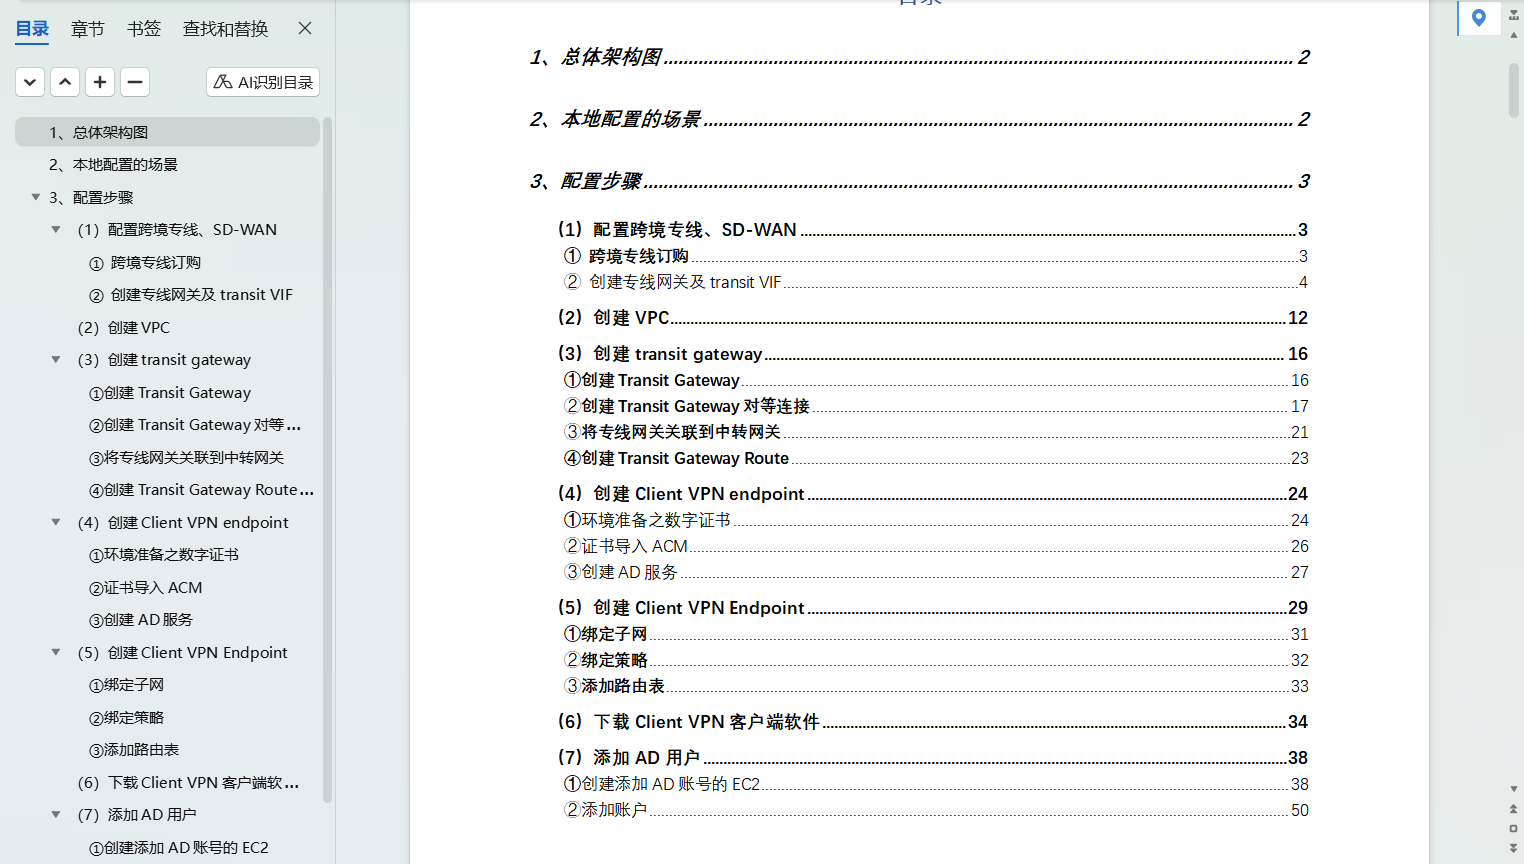 目录 章节 书签 查找和替换
AI识别目录
1、总体架构图
2、本地配置的场景
3、配置步骤
（1）配置跨境专线、SD-WAN
① 跨境专线订购
② 创建专线网关及 transit VIF
（2）创建 VPC
（3）创建 transit gateway
①创建 Transit Gateway
②创建 Transit Gateway 对等...
③将专线网关关联到中转网关
④创建 Transit Gateway Route...
（4）创建 Client VPN endpoint
①环境准备之数字证书
②证书导入 ACM
③创建 AD 服务
（5）创建 Client VPN Endpoint
①绑定子网
②绑定策略
③添加路由表
（6）下载 Client VPN 客户端软...
（7）添加 AD 用户
①创建添加 AD 账号的 EC2
目录
1、总体架构图 2
2、本地配置的场景 2
3、配置步骤 3
（1）配置跨境专线、SD-WAN 3
① 跨境专线订购 3
② 创建专线网关及 transit VIF 4
（2）创建 VPC 12
（3）创建 transit gateway 16
①创建 Transit Gateway 16
②创建 Transit Gateway 对等连接 17
③将专线网关关联到中转网关 21
④创建 Transit Gateway Route 23
（4）创建 Client VPN endpoint 24
①环境准备之数字证书 24
②证书导入 ACM 26
③创建 AD 服务 27
（5）创建 Client VPN Endpoint 29
①绑定子网 31
②绑定策略 32
③添加路由表 33
（6）下载 Client VPN 客户端软件 34
（7）添加 AD 用户 38
①创建添加 AD 账号的 EC2 38
②添加账户 50